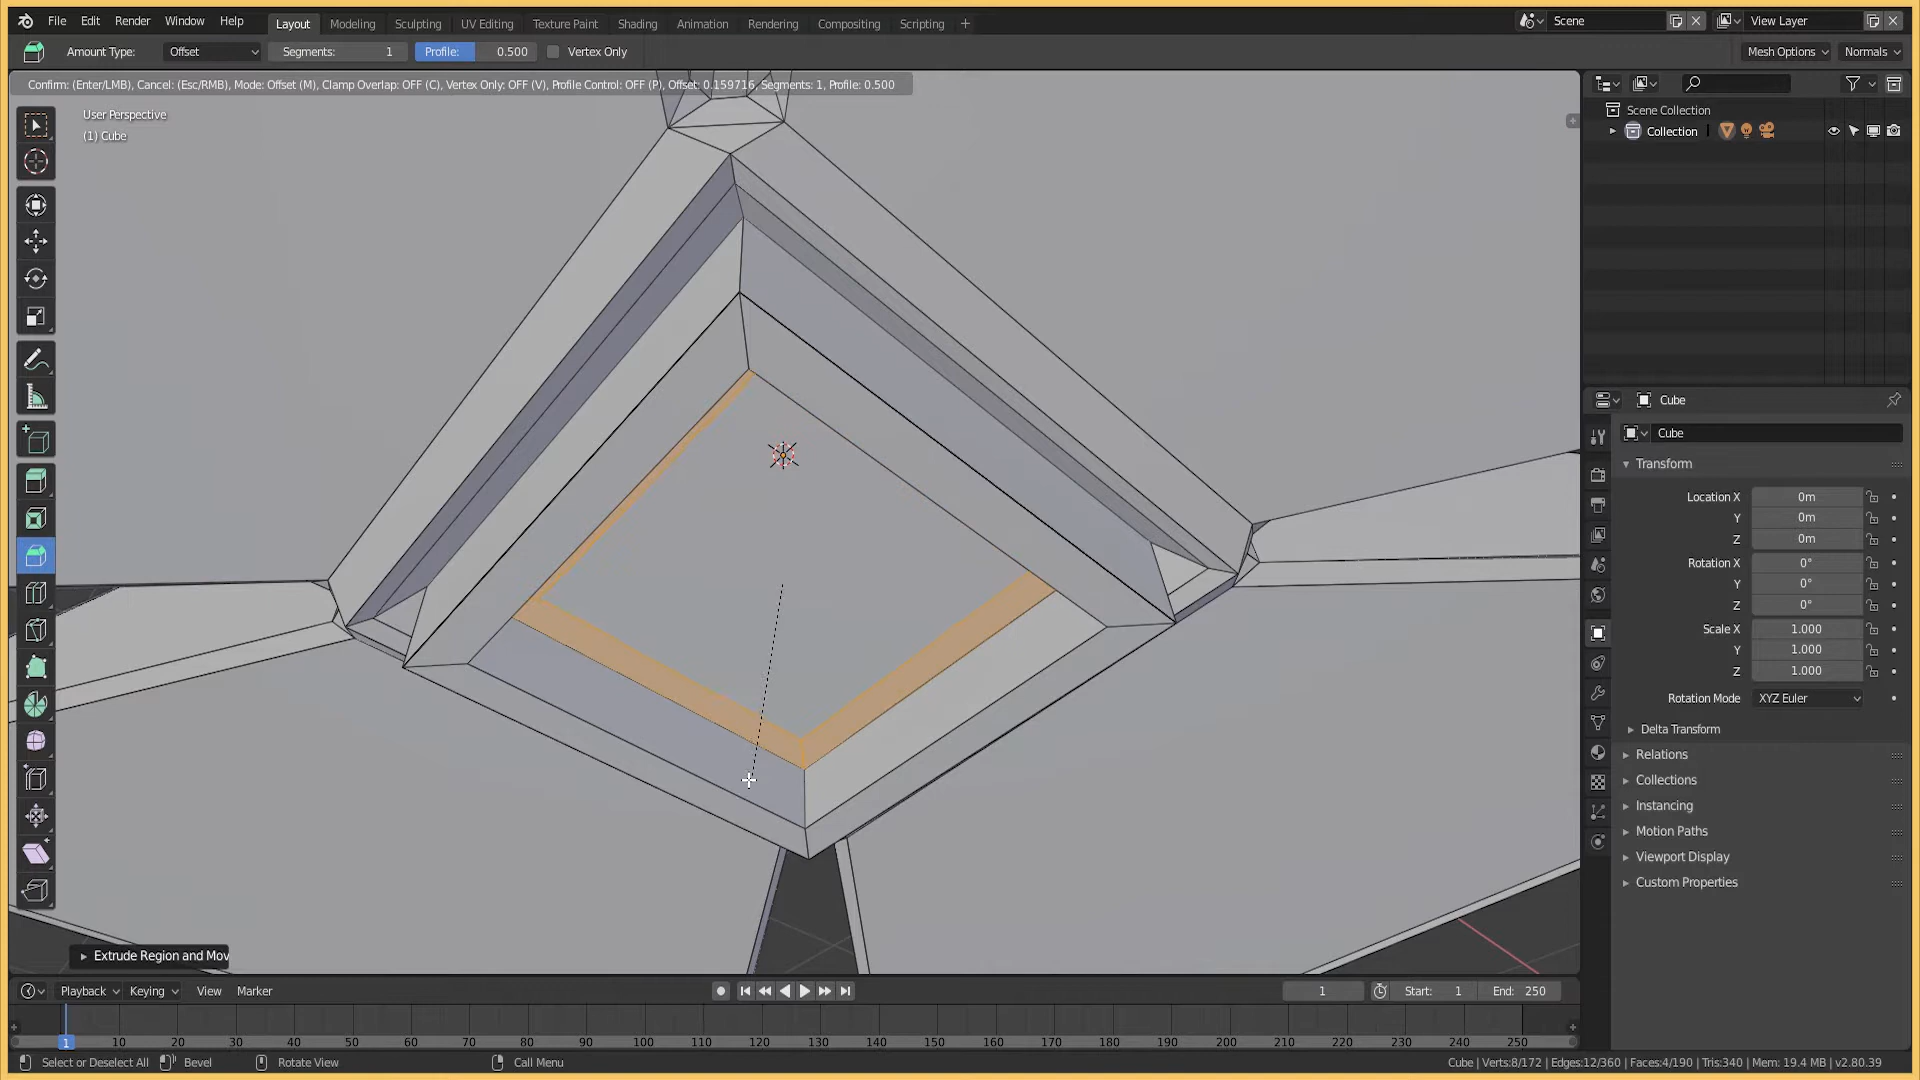 File Edit Render Window Help Layout Modeling Sculpting UV Editing Texture Paint Shading Animation Rendering Compositing Scripting + Scene View Layer
Amount Type: Offset Segments: 1 Profile: 0.500 Vertex Only Mesh Options Normals
Confirm: (Enter/LMB), Cancel: (Esc/RMB), Mode: Offset (M), Clamp Overlap: OFF (C), Vertex Only: OFF (V), Profile Control: OFF (P), Offset: 0.159716, Segments: 1, Profile: 0.500
User Perspective
(1) Cube
Scene Collection
Collection
Cube
Cube
Transform
Location X 0m
Y 0m
Z 0m
Rotation X 0°
Y 0°
Z 0°
Scale X 1.000
Y 1.000
Z 1.000
Rotation Mode XYZ Euler
Delta Transform
Relations
Collections
Instancing
Motion Paths
Viewport Display
Custom Properties
Extrude Region and Mov
Playback Keying View Marker 1 Start: 1 End: 250
1 10 20 30 40 50 60 70 80 90 100 110 120 130 140 150 160 170 180 190 200 210 220 230 240 250
Select or Deselect All Bevel Rotate View Call Menu Cube | Verts:8/172 | Edges:12/360 | Faces:4/190 | Tris:340 | Mem: 19.4 MB | v2.80.39